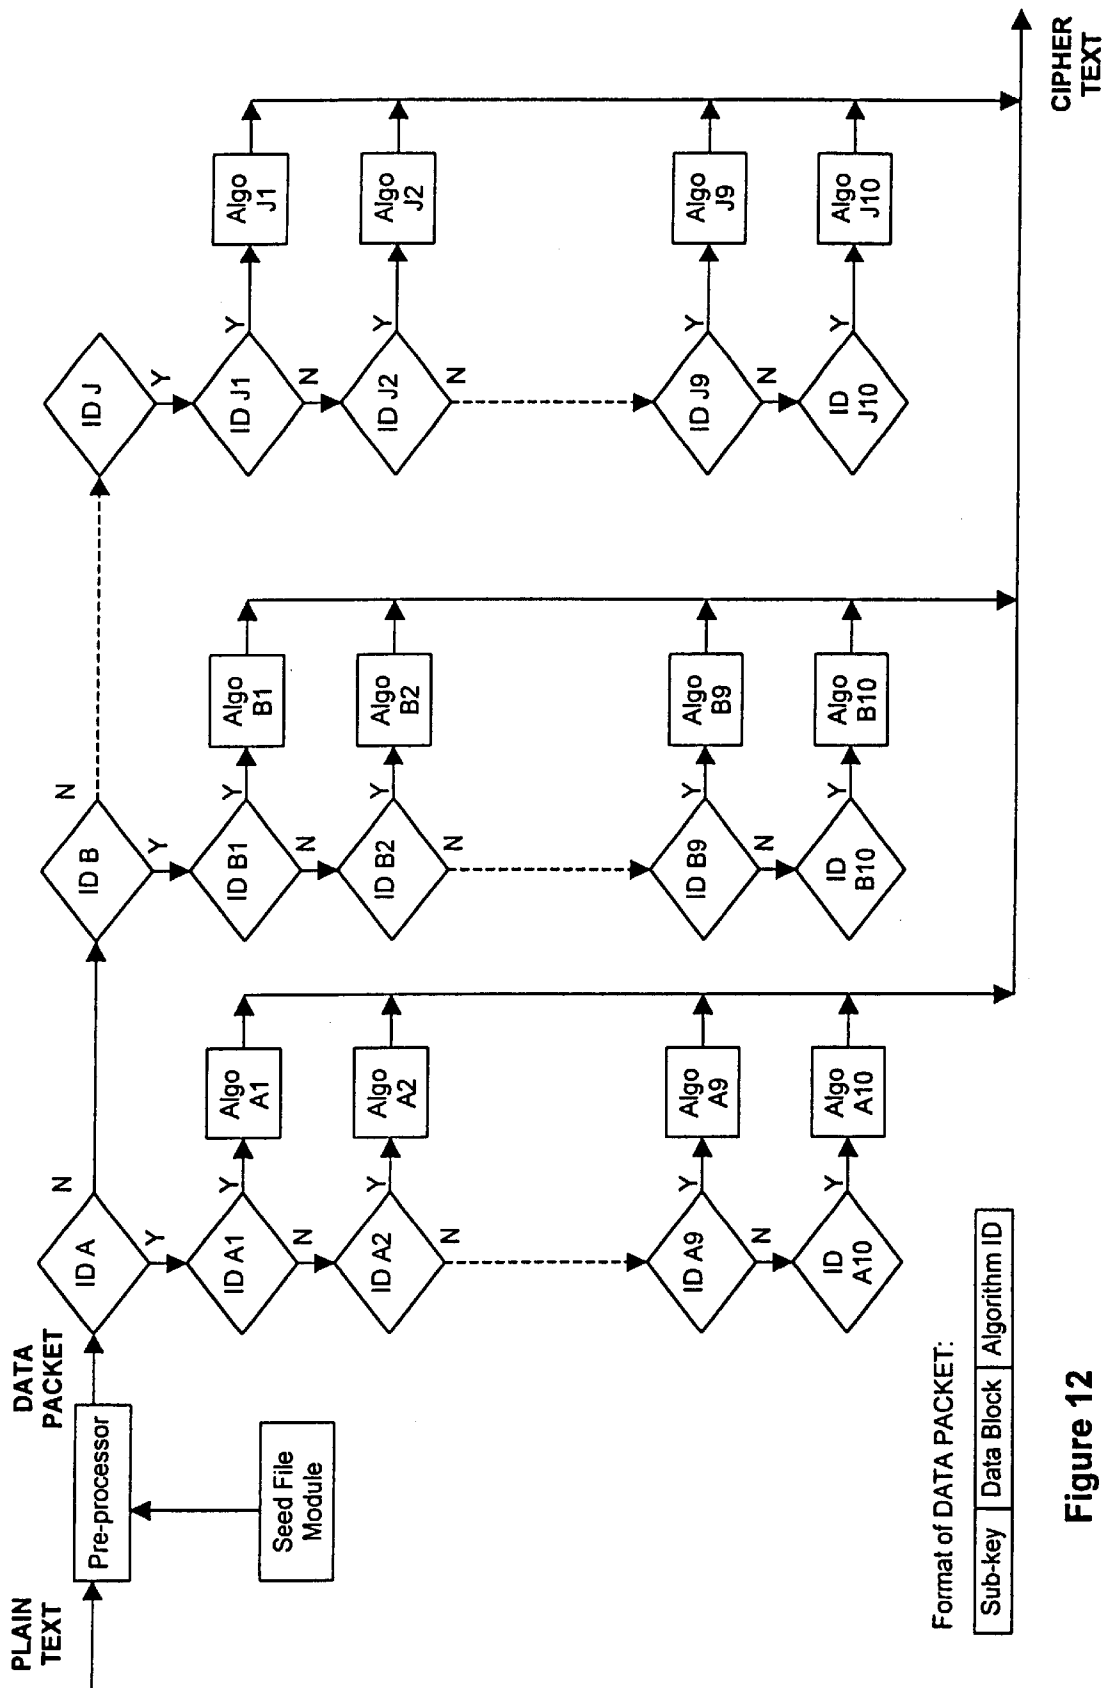 PLAIN
TEXT
Pre-processor
Seed File
Module
DATA
PACKET
ID A
N
Y
ID A1
Y
Algo
A1
N
ID A2
Y
Algo
A2
N
ID A9
Y
Algo
A9
N
ID
A10
Y
Algo
A10
ID B
N
Y
ID B1
Y
Algo
B1
N
ID B2
Y
Algo
B2
N
ID B9
Y
Algo
B9
N
ID
B10
Y
Algo
B10
ID J
Y
ID J1
Y
Algo
J1
N
ID J2
Y
Algo
J2
N
ID J9
Y
Algo
J9
N
ID
J10
Y
Algo
J10
CIPHER
TEXT
Format of DATA PACKET:
Sub-key Data Block Algorithm ID
Figure 12